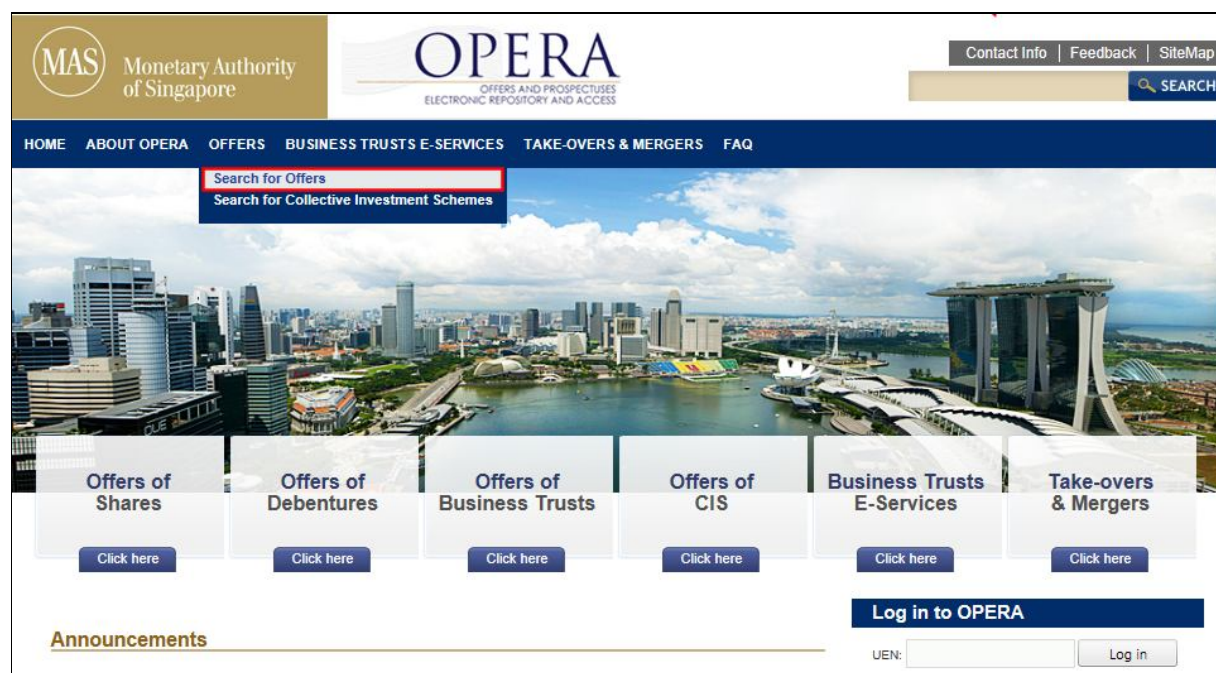 MAS
Monetary Authority
of Singapore
OPERA
OFFERS AND PROSPECTUSES
ELECTRONIC REPOSITORY AND ACCESS
Contact Info | Feedback | SiteMap
SEARCH
HOME ABOUT OPERA OFFERS BUSINESS TRUSTS E-SERVICES TAKE-OVERS & MERGERS FAQ
Search for Offers
Search for Collective Investment Schemes
OUE
Offers of
Shares
Click here
Offers of
Debentures
Click here
Offers of
Business Trusts
Click here
Offers of
CIS
Click here
Business Trusts
E-Services
Click here
Take-overs
& Mergers
Click here
Announcements
Log in to OPERA
UEN:
Log in